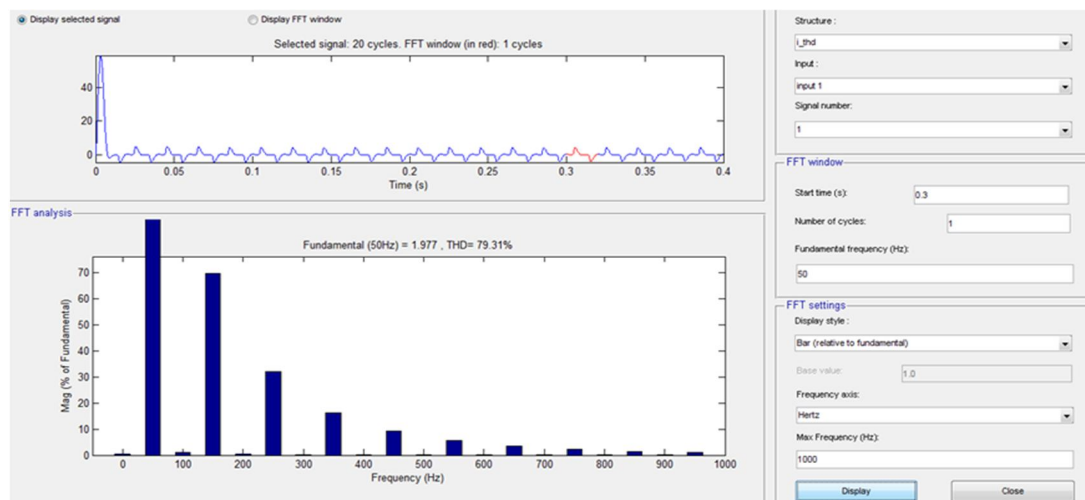 Display selected signal
Display FFT window
Selected signal: 20 cycles. FFT window (in red): 1 cycles
40
20
0
0 0.05 0.1 0.15 0.2 0.25 0.3 0.35 0.4
Time (s)
FFT analysis
Fundamental (50Hz) = 1.977 , THD= 79.31%
Mag (% of Fundamental)
70
60
50
40
30
20
10
0
0 100 200 300 400 500 600 700 800 900 1000
Frequency (Hz)
Structure :
i_thd
Input :
input 1
Signal number:
1
FFT window
Start time (s): 0.3
Number of cycles: 1
Fundamental frequency (Hz):
50
FFT settings
Display style :
Bar (relative to fundamental)
Base value: 1.0
Frequency axis:
Hertz
Max Frequency (Hz):
1000
Display
Close